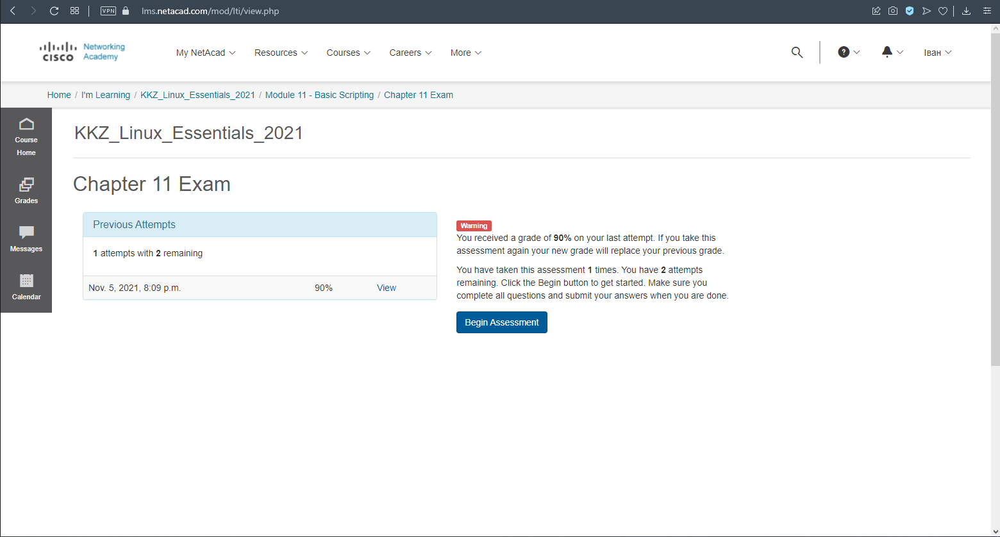 VPN lms.netacad.com/mod/lti/view.php
CISCO Networking Academy
My NetAcad Resources Courses Careers More ? Іван
Home / I'm Learning / KKZ_Linux_Essentials_2021 / Module 11 - Basic Scripting / Chapter 11 Exam
Course
Home
Grades
Messages
Calendar
KKZ_Linux_Essentials_2021
Chapter 11 Exam
Previous Attempts
1 attempts with 2 remaining
Nov. 5, 2021, 8:09 p.m. 90% View
Warning
You received a grade of 90% on your last attempt. If you take this
assessment again your new grade will replace your previous grade.
You have taken this assessment 1 times. You have 2 attempts
remaining. Click the Begin button to get started. Make sure you
complete all questions and submit your answers when you are done.
Begin Assessment